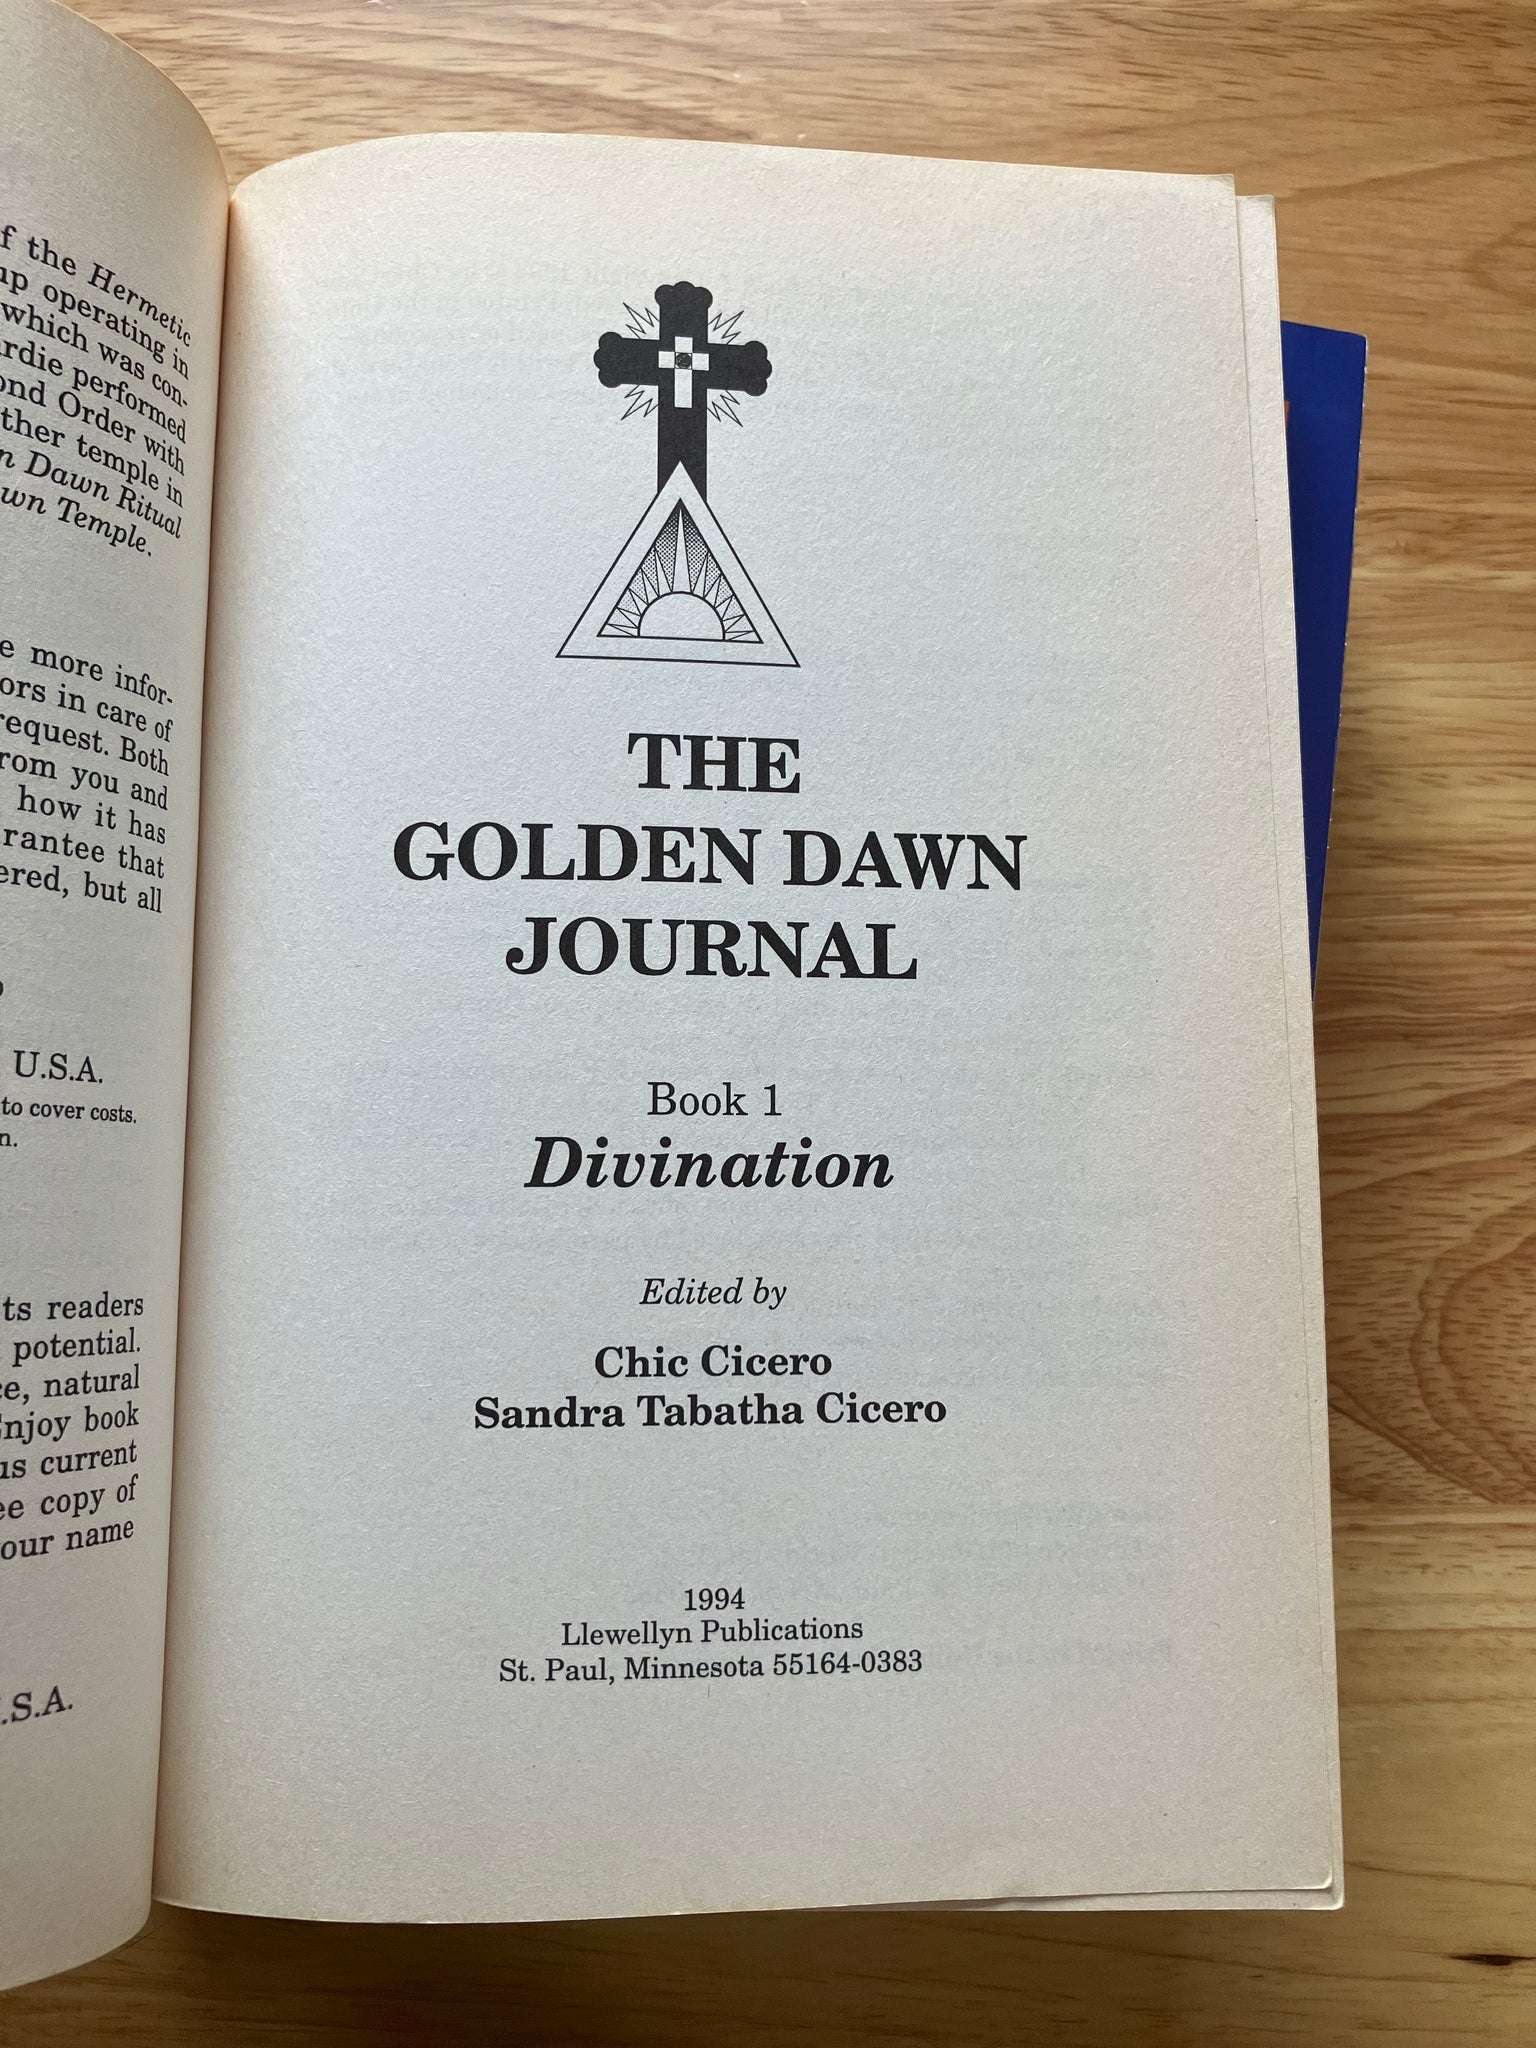 f the Hermetic
up operating in
which was con-
rdie performed
ond Order with
ther temple in
n Dawn Ritual
wn Temple.
e more infor-
ors in care of
request. Both
rom you and
how it has
rantee that
ered, but all
U.S.A.
to cover costs.
n.
ts readers
potential.
ce, natural
Enjoy book
us current
ee copy of
our name
.S.A.
THE
GOLDEN DAWN
JOURNAL
Book 1
Divination
Edited by
Chic Cicero
Sandra Tabatha Cicero
1994
Llewellyn Publications
St. Paul, Minnesota 55164-0383